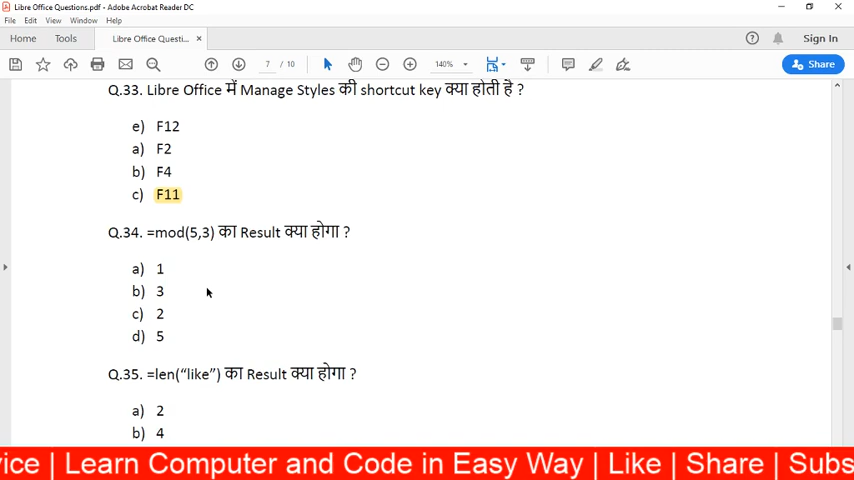 Libre Office Questions.pdf - Adobe Acrobat Reader DC
File Edit View Window Help
Home Tools Libre Office Questi... × Sign In
7 / 10 140% Share
Q.33. Libre Office में Manage Styles की shortcut key क्या होती है ?
e) F12
a) F2
b) F4
c) F11
Q.34. =mod(5,3) का Result क्या होगा ?
a) 1
b) 3
c) 2
d) 5
Q.35. =len(“like”) का Result क्या होगा ?
a) 2
b) 4
vice | Learn Computer and Code in Easy Way | Like | Share | Subs